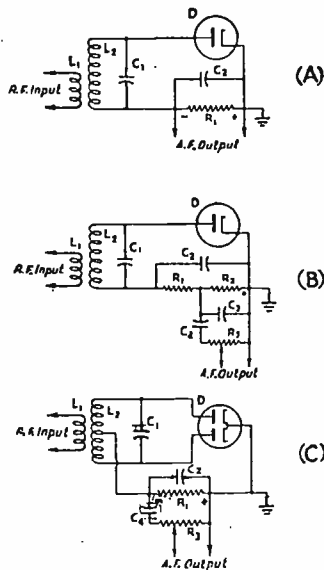 D
L1 L2 C1 C2 (A)
R.F. Input
- R1 +
A.F. Output
D
L1 L2 C1 C2 (B)
R.F. Input
R1 R2 +
C3
C2 R3
A.F. Output
D
L1 L2 C1 (C)
R.F. Input
C2
R1 +
C4
R3
A.F. Output